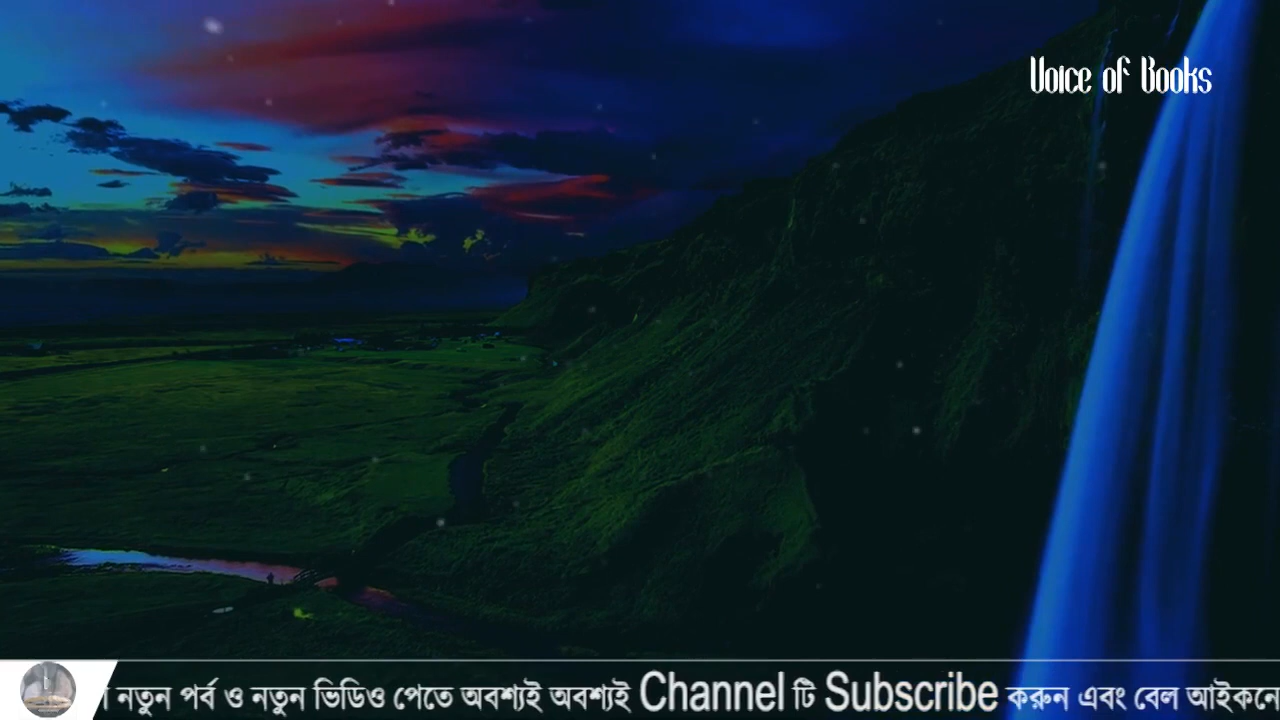 Voice of Books
নতুন পর্ব ও নতুন ভিডিও পেতে অবশ্যই অবশ্যই Channel টি Subscribe করুন এবং বেল আইকনে